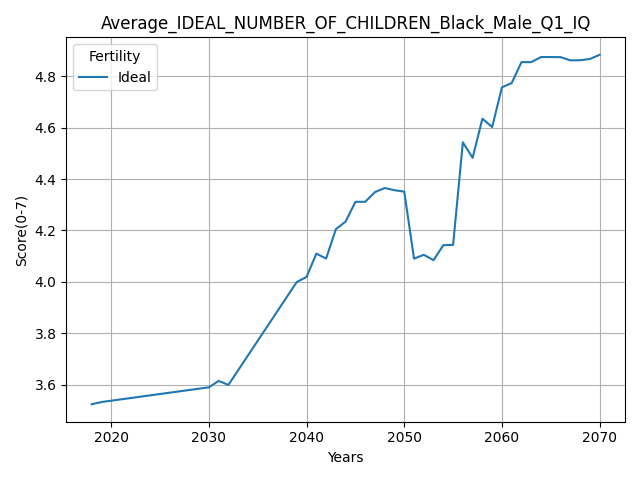 Average_IDEAL_NUMBER_OF_CHILDREN_Black_Male_Q1_IQ
Fertility
Ideal
Score(0-7)
4.8
4.6
4.4
4.2
4.0
3.8
3.6
2020 2030 2040 2050 2060 2070
Years